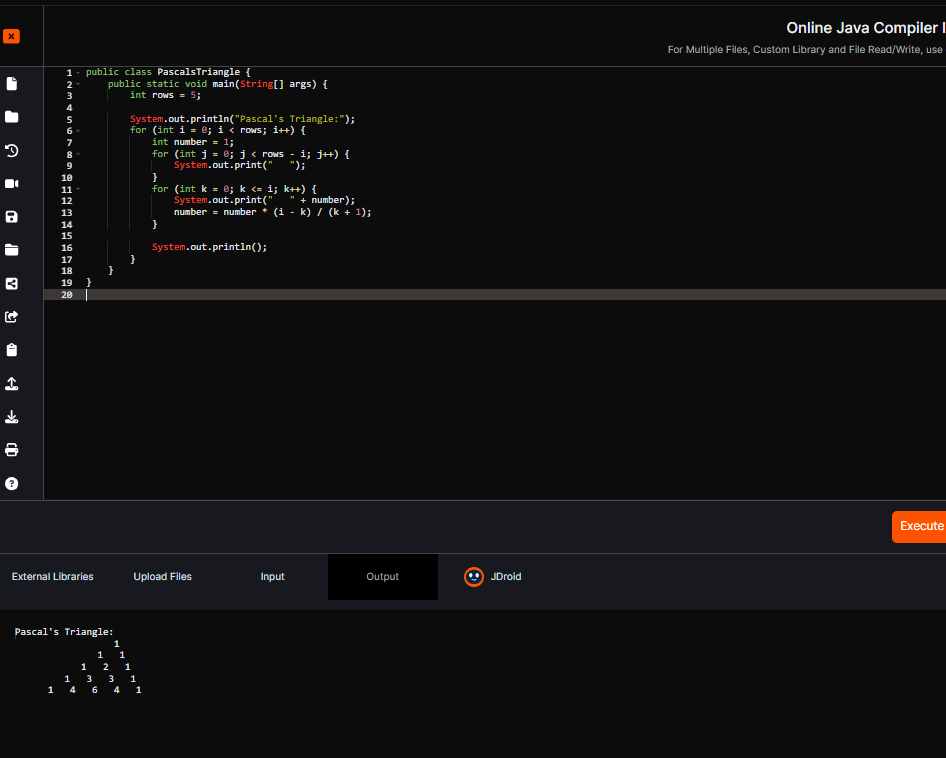 Online Java Compiler I
For Multiple Files, Custom Library and File Read/Write, use
1 public class PascalsTriangle {
2     public static void main(String[] args) {
3         int rows = 5;
4
5         System.out.println("Pascal's Triangle:");
6         for (int i = 0; i < rows; i++) {
7             int number = 1;
8             for (int j = 0; j < rows - i; j++) {
9                 System.out.print("   ");
10             }
11             for (int k = 0; k <= i; k++) {
12                 System.out.print("   " + number);
13                 number = number * (i - k) / (k + 1);
14             }
15
16             System.out.println();
17         }
18     }
19 }
20
Execute
External Libraries Upload Files Input Output JDroid
Pascal's Triangle:
1
1 1
1 2 1
1 3 3 1
1 4 6 4 1